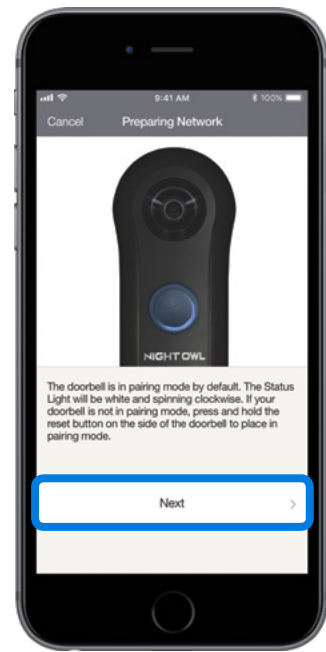 9:41 AM 100%
Cancel Preparing Network
NIGHT OWL
The doorbell is in pairing mode by default. The Status
Light will be white and spinning clockwise. If your
doorbell is not in pairing mode, press and hold the
reset button on the side of the doorbell to place in
pairing mode.
Next